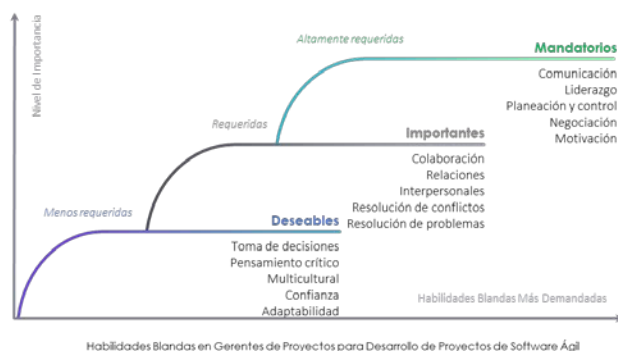 Altamente requeridas
Mandatorios
Comunicación
Liderazgo
Planeación y control
Negociación
Motivación
Nivel de Importancia
Requeridas
Importantes
Colaboración
Relaciones
Interpersonales
Resolución de conflictos
Resolución de problemas
Menos requeridas
Deseables
Toma de decisiones
Pensamiento crítico
Multicultural
Confianza
Adaptabilidad
Habilidades Blandas Más Demandadas
Habilidades Blandas en Gerentes de Proyectos para Desarrollo de Proyectos de Software Ágil